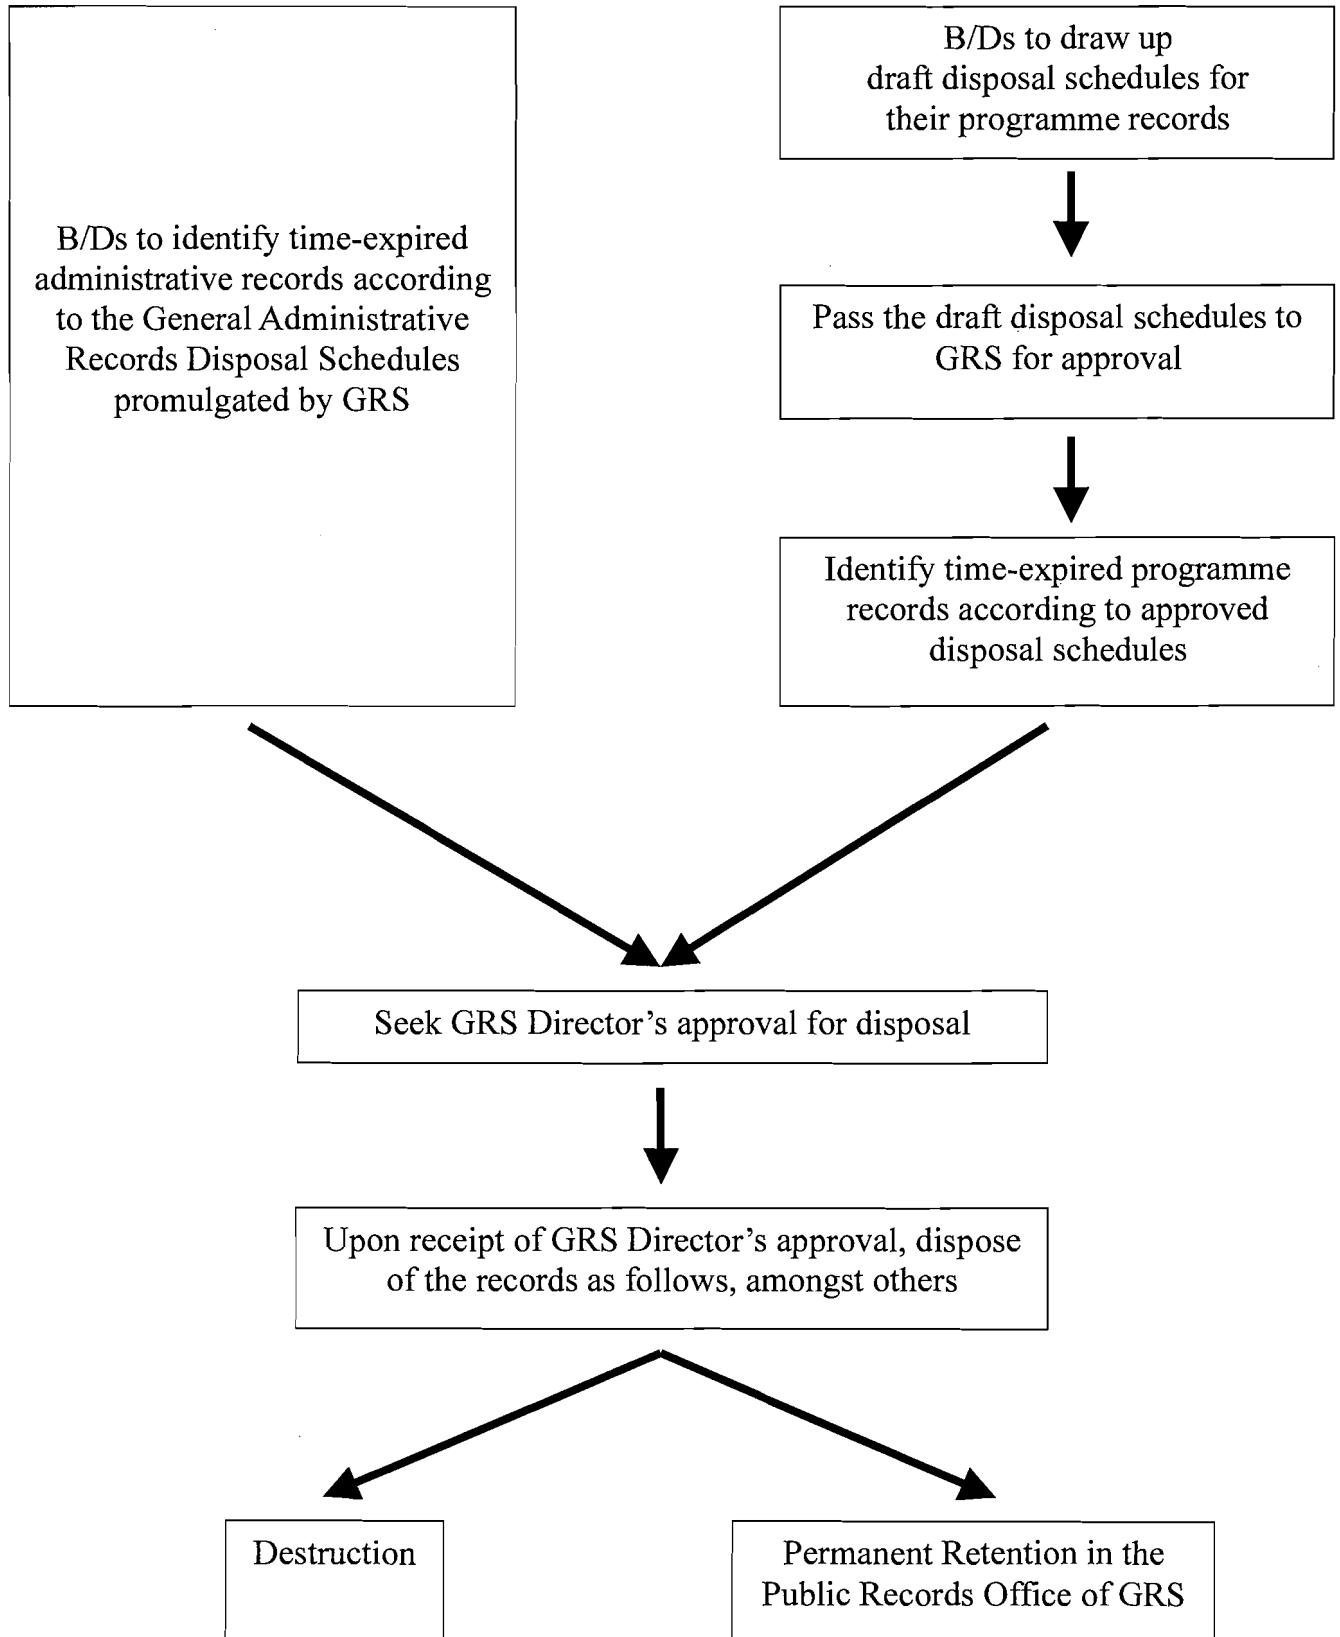 B/Ds to identify time-expired
administrative records according
to the General Administrative
Records Disposal Schedules
promulgated by GRS
B/Ds to draw up
draft disposal schedules for
their programme records
Pass the draft disposal schedules to
GRS for approval
Identify time-expired programme
records according to approved
disposal schedules
Seek GRS Director’s approval for disposal
Upon receipt of GRS Director’s approval, dispose
of the records as follows, amongst others
Destruction
Permanent Retention in the
Public Records Office of GRS